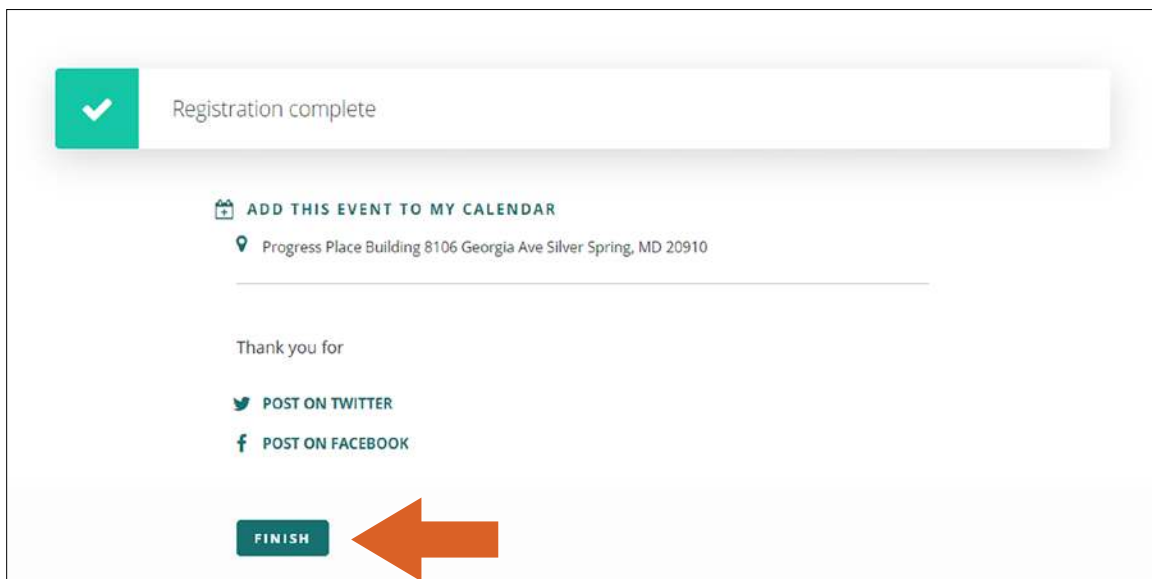 Registration complete
ADD THIS EVENT TO MY CALENDAR
Progress Place Building 8106 Georgia Ave Silver Spring, MD 20910
Thank you for
POST ON TWITTER
POST ON FACEBOOK
FINISH